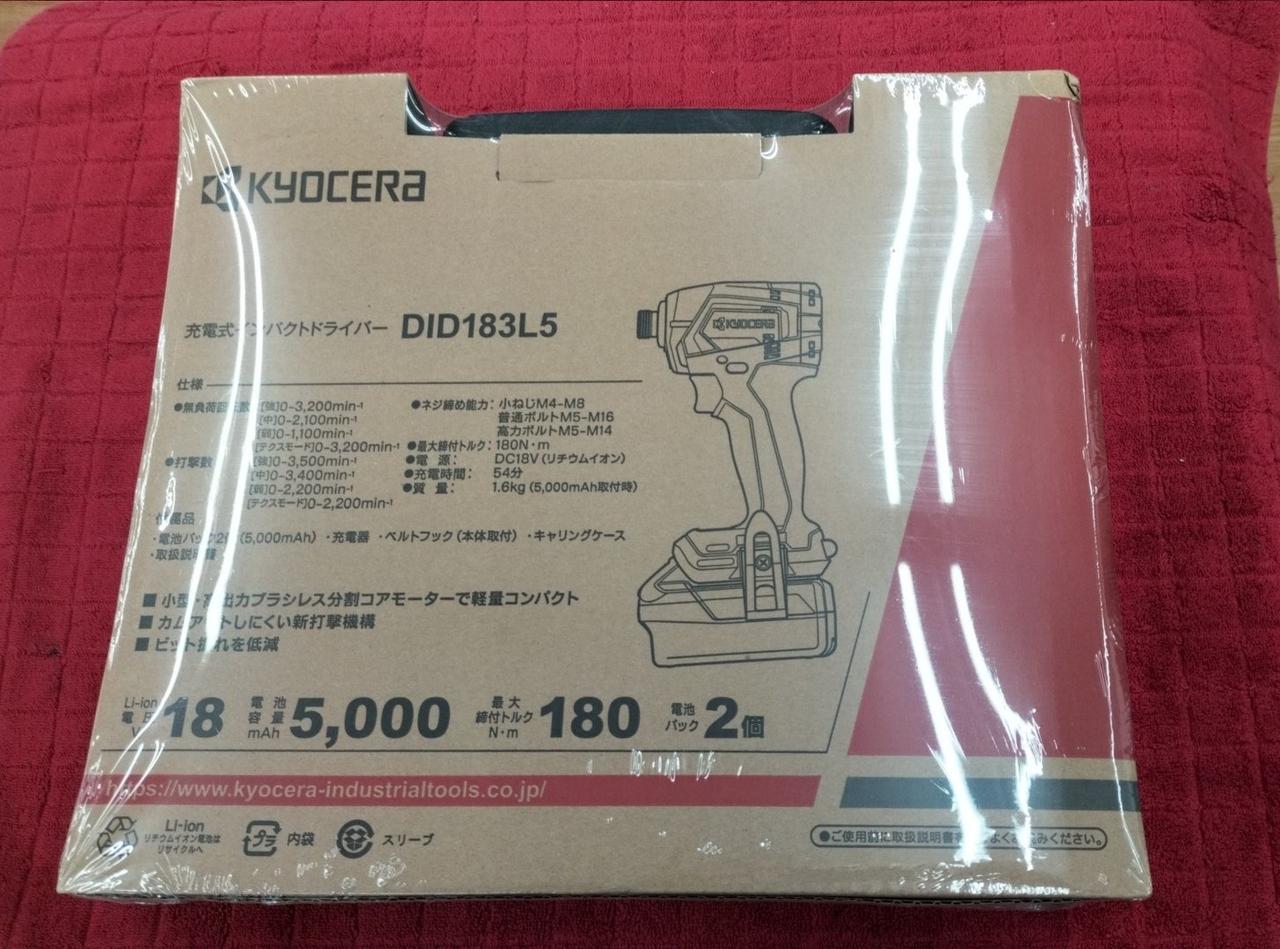 KYOCERA
充電式インパクトドライバー DID183L5
KYOCERA
仕様
●無負荷回転数 [強]0-3,200min-1
[中]0-2,100min-1
[弱]0-1,100min-1
[テクスモード]0-3,200min-1
●打撃数 [強]0-3,500min-1
[中]0-3,400min-1
[弱]0-2,200min-1
[テクスモード]0-2,200min-1
●ネジ締め能力：小ねじM4-M8
普通ボルトM5-M16
高力ボルトM5-M14
●最大締付トルク：180N・m
●電 源： DC18V（リチウムイオン）
●充電時間： 54分
●質 量： 1.6kg（5,000mAh取付時）
付属品
・電池パック2個（5,000mAh） ・充電器 ・ベルトフック（本体取付） ・キャリングケース
・取扱説明書
■ 小型・高出力ブラシレス分割コアモーターで軽量コンパクト
■ カムアウトしにくい新打撃機構
■ ビット振れを低減
Li-ion 電圧 V 18 電池容量 mAh 5,000 最大締付トルク N・m 180 電池パック 2個
https://www.kyocera-industrialtools.co.jp/
Li-ion
リチウムイオン電池は
リサイクルへ
プラ 内袋 スリーブ
●ご使用前に取扱説明書を よくお読みください。